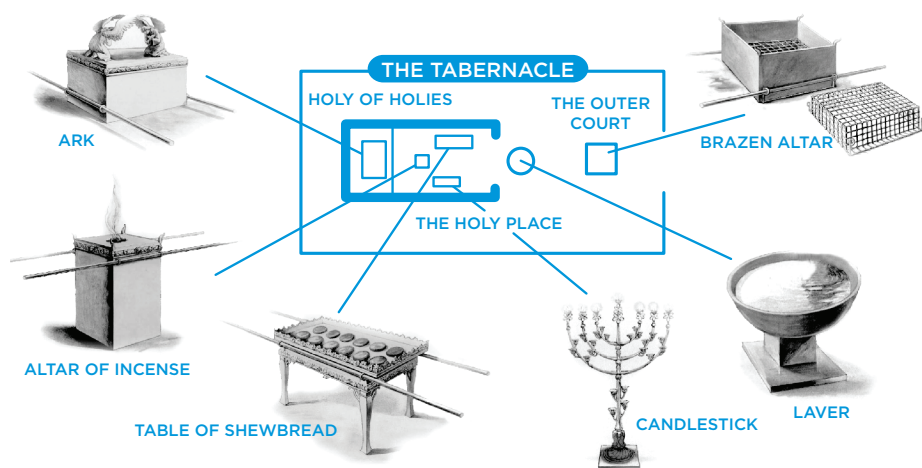 THE TABERNACLE
HOLY OF HOLIES
THE OUTER
COURT
ARK
BRAZEN ALTAR
THE HOLY PLACE
ALTAR OF INCENSE
TABLE OF SHEWBREAD
CANDLESTICK
LAVER